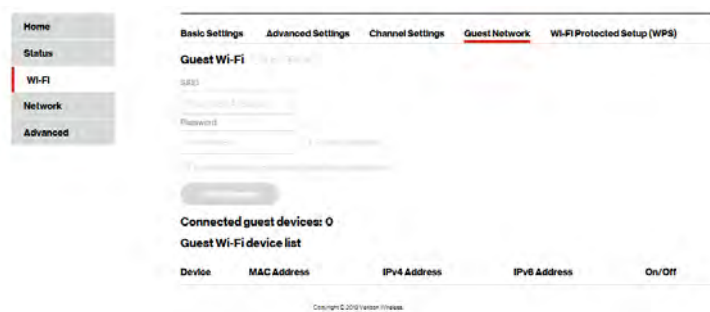 Home
Status
Wi-Fi
Network
Advanced
Basic Settings Advanced Settings Channel Settings Guest Network Wi-Fi Protected Setup (WPS)
Guest Wi-Fi
SSID
Password
Connected guest devices: 0
Guest Wi-Fi device list
Device MAC Address IPv4 Address IPv6 Address On/Off
Copyright © 2019 Verizon Wireless.